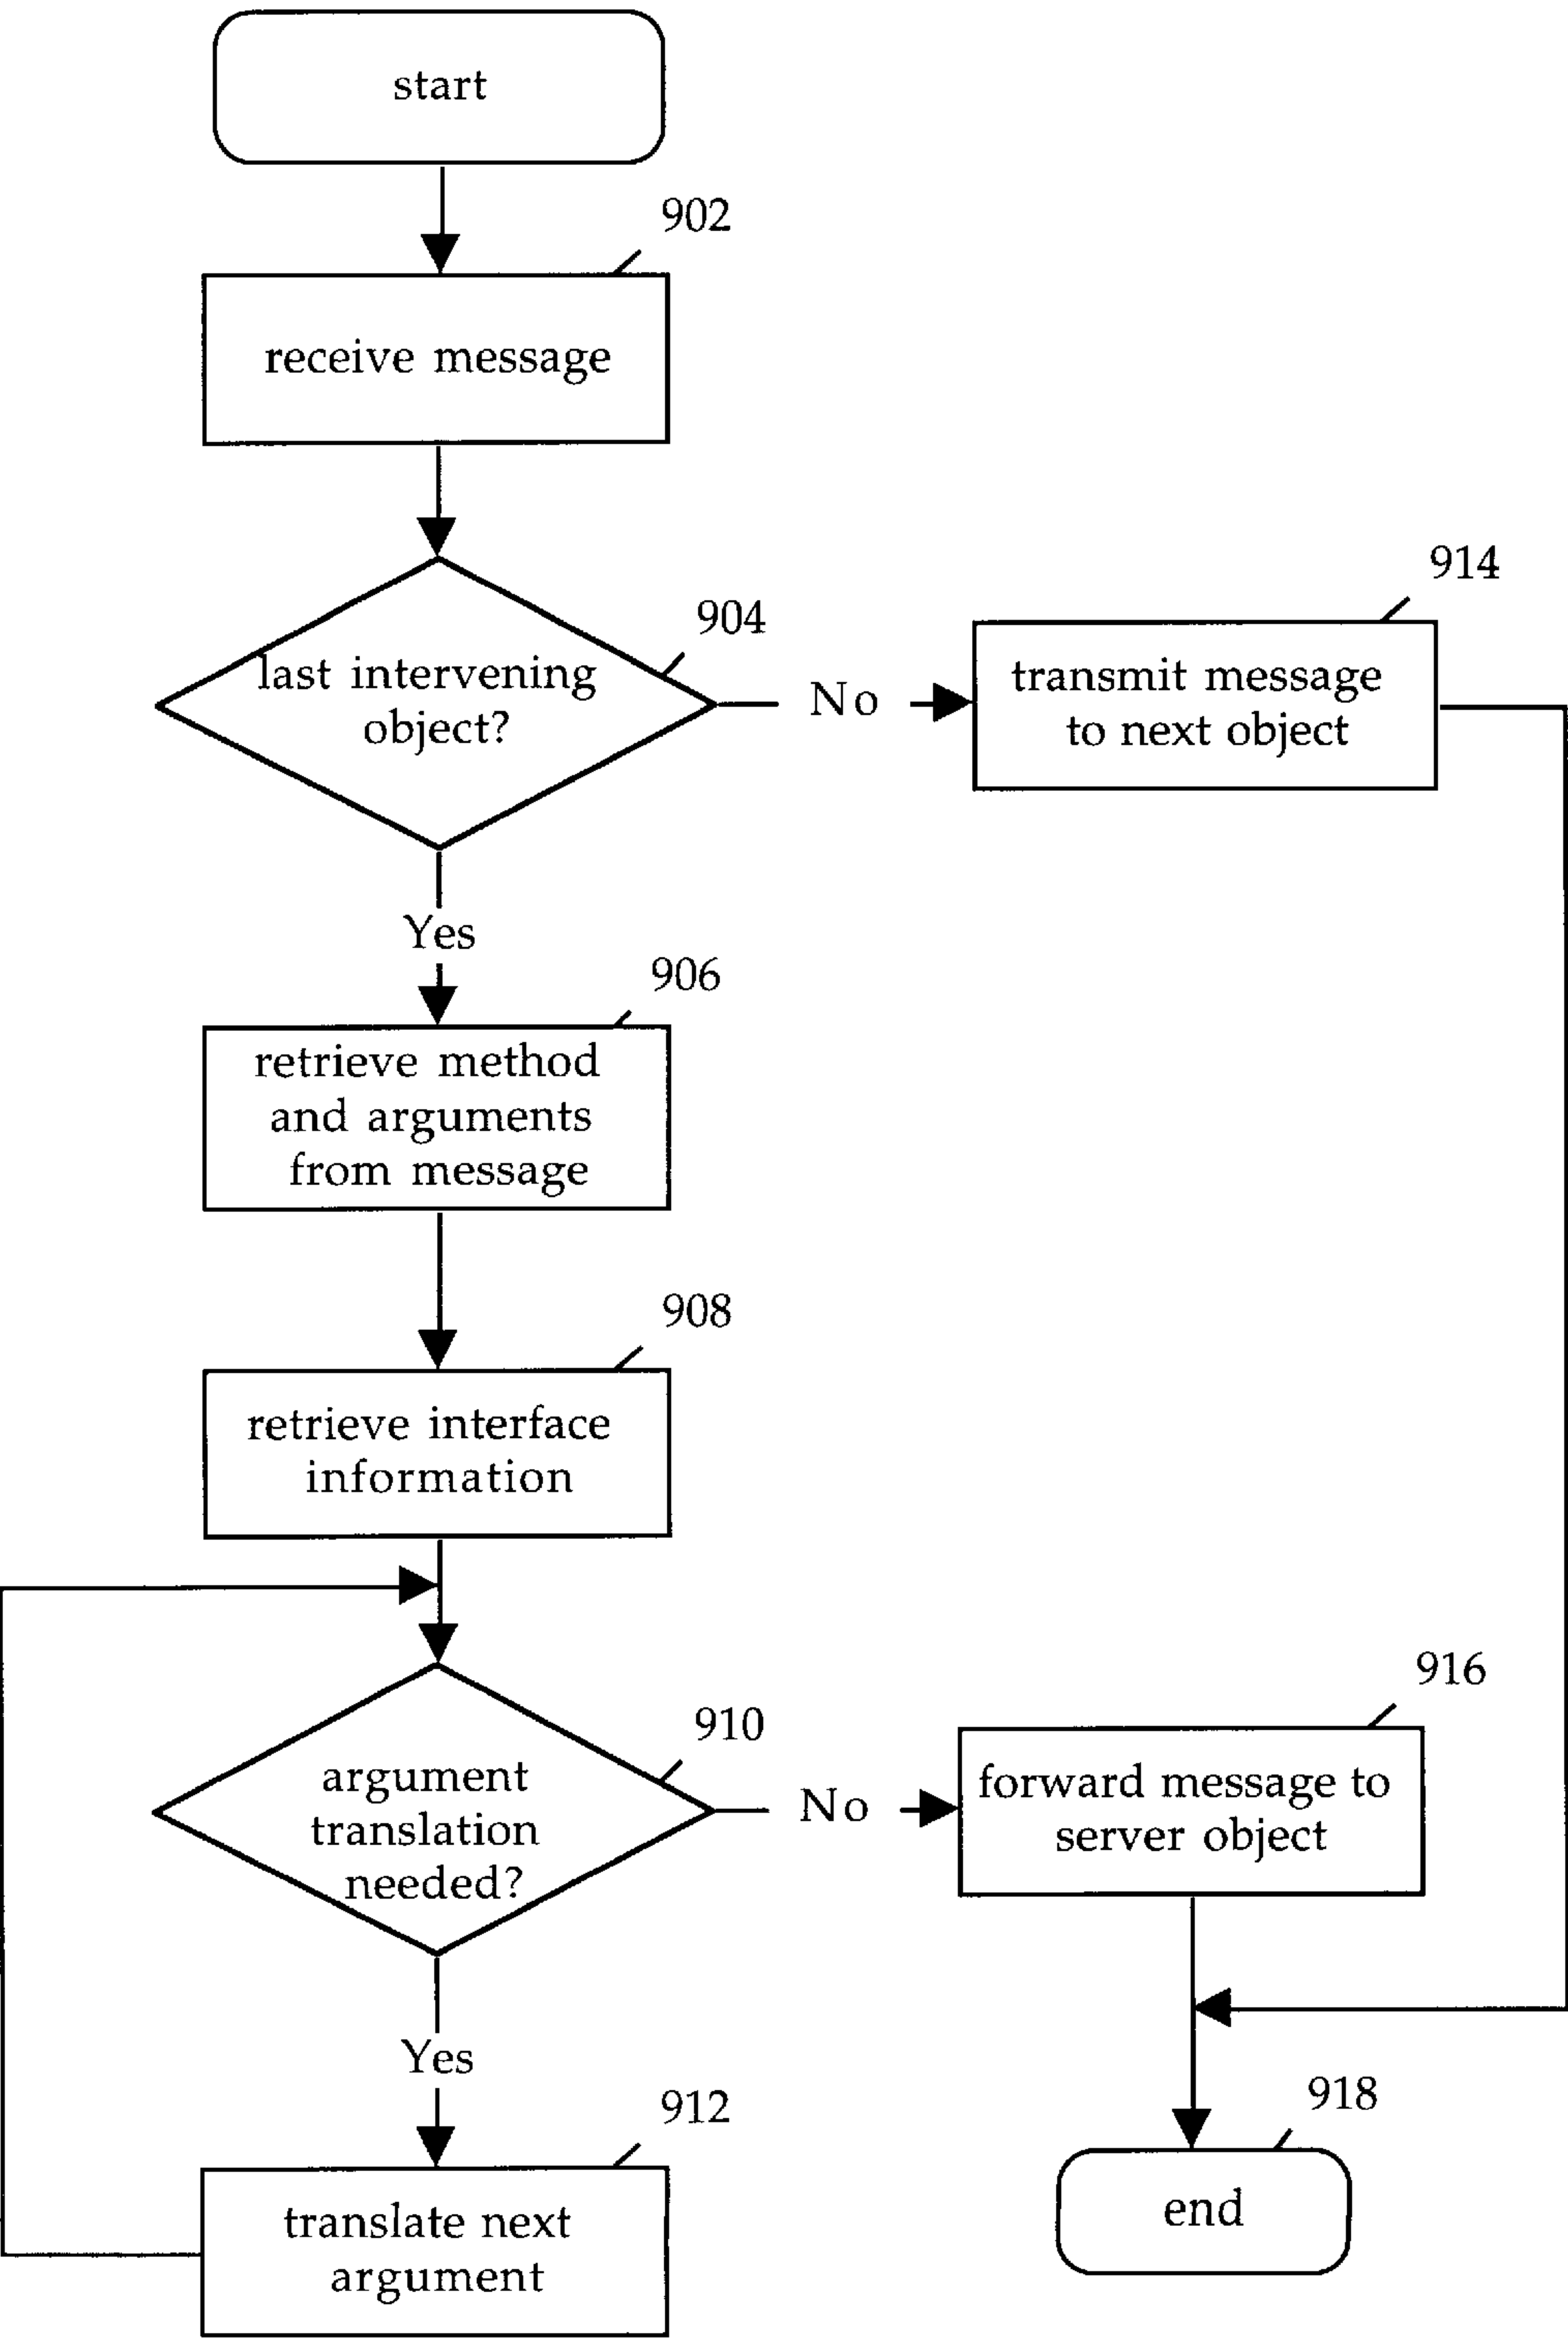 start
902
receive message
904
last intervening
object?
No
914
transmit message
to next object
Yes
906
retrieve method
and arguments
from message
908
retrieve interface
information
910
argument
translation
needed?
No
916
forward message to
server object
Yes
912
translate next
argument
918
end